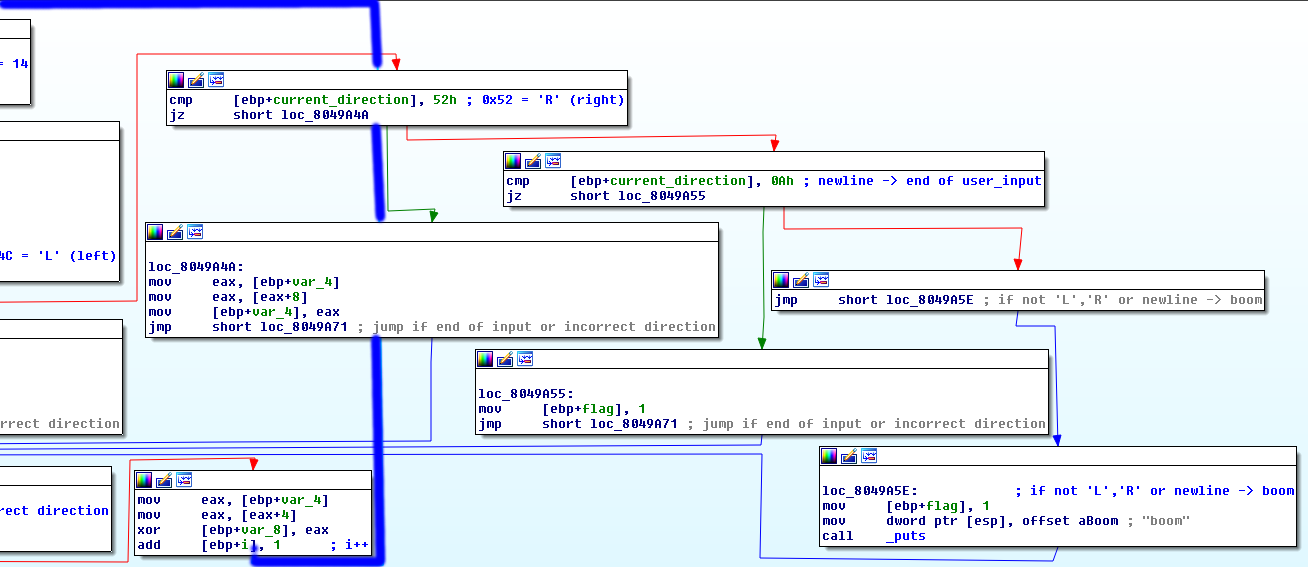 = 14
cmp [ebp+current_direction], 52h ; 0x52 = 'R' (right)
jz short loc_8049A4A
cmp [ebp+current_direction], 0Ah ; newline -> end of user_input
jz short loc_8049A55
4C = 'L' (left)
loc_8049A4A:
mov eax, [ebp+var_4]
mov eax, [eax+8]
mov [ebp+var_4], eax
jmp short loc_8049A71 ; jump if end of input or incorrect direction
jmp short loc_8049A5E ; if not 'L','R' or newline -> boom
rrect direction
loc_8049A55:
mov [ebp+flag], 1
jmp short loc_8049A71 ; jump if end of input or incorrect direction
rect direction
mov eax, [ebp+var_4]
mov eax, [eax+4]
xor [ebp+var_8], eax
add [ebp+i], 1 ; i++
loc_8049A5E: ; if not 'L','R' or newline -> boom
mov [ebp+flag], 1
mov dword ptr [esp], offset aBoom ; "boom"
call _puts